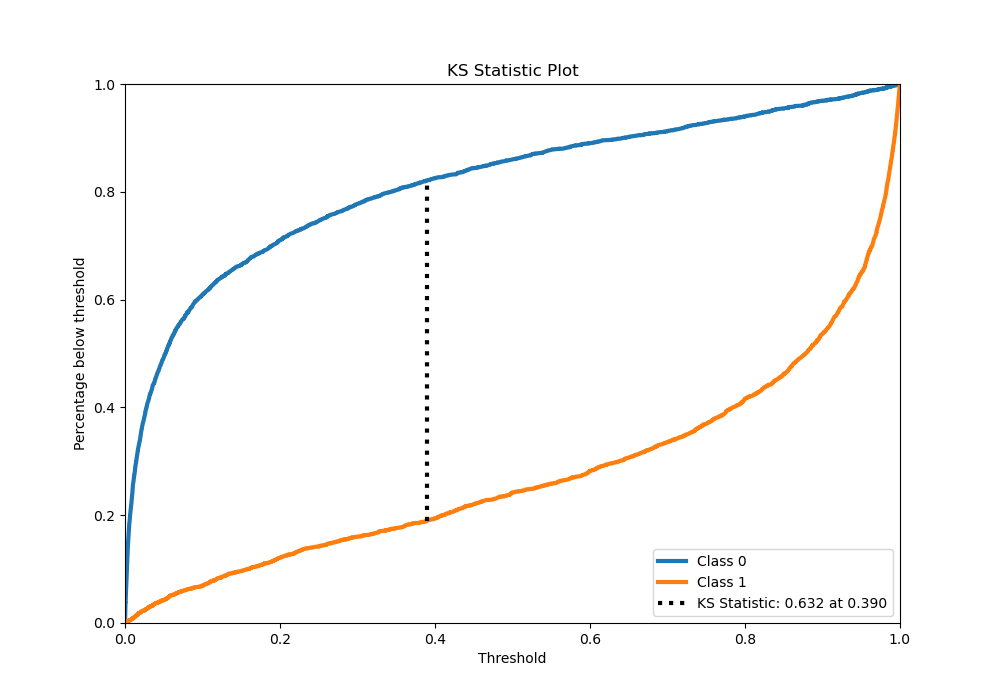 KS Statistic Plot
1.0
0.8
0.6
0.4
0.2
0.0
Percentage below threshold
0.0 0.2 0.4 0.6 0.8 1.0
Threshold
Class 0
Class 1
KS Statistic: 0.632 at 0.390